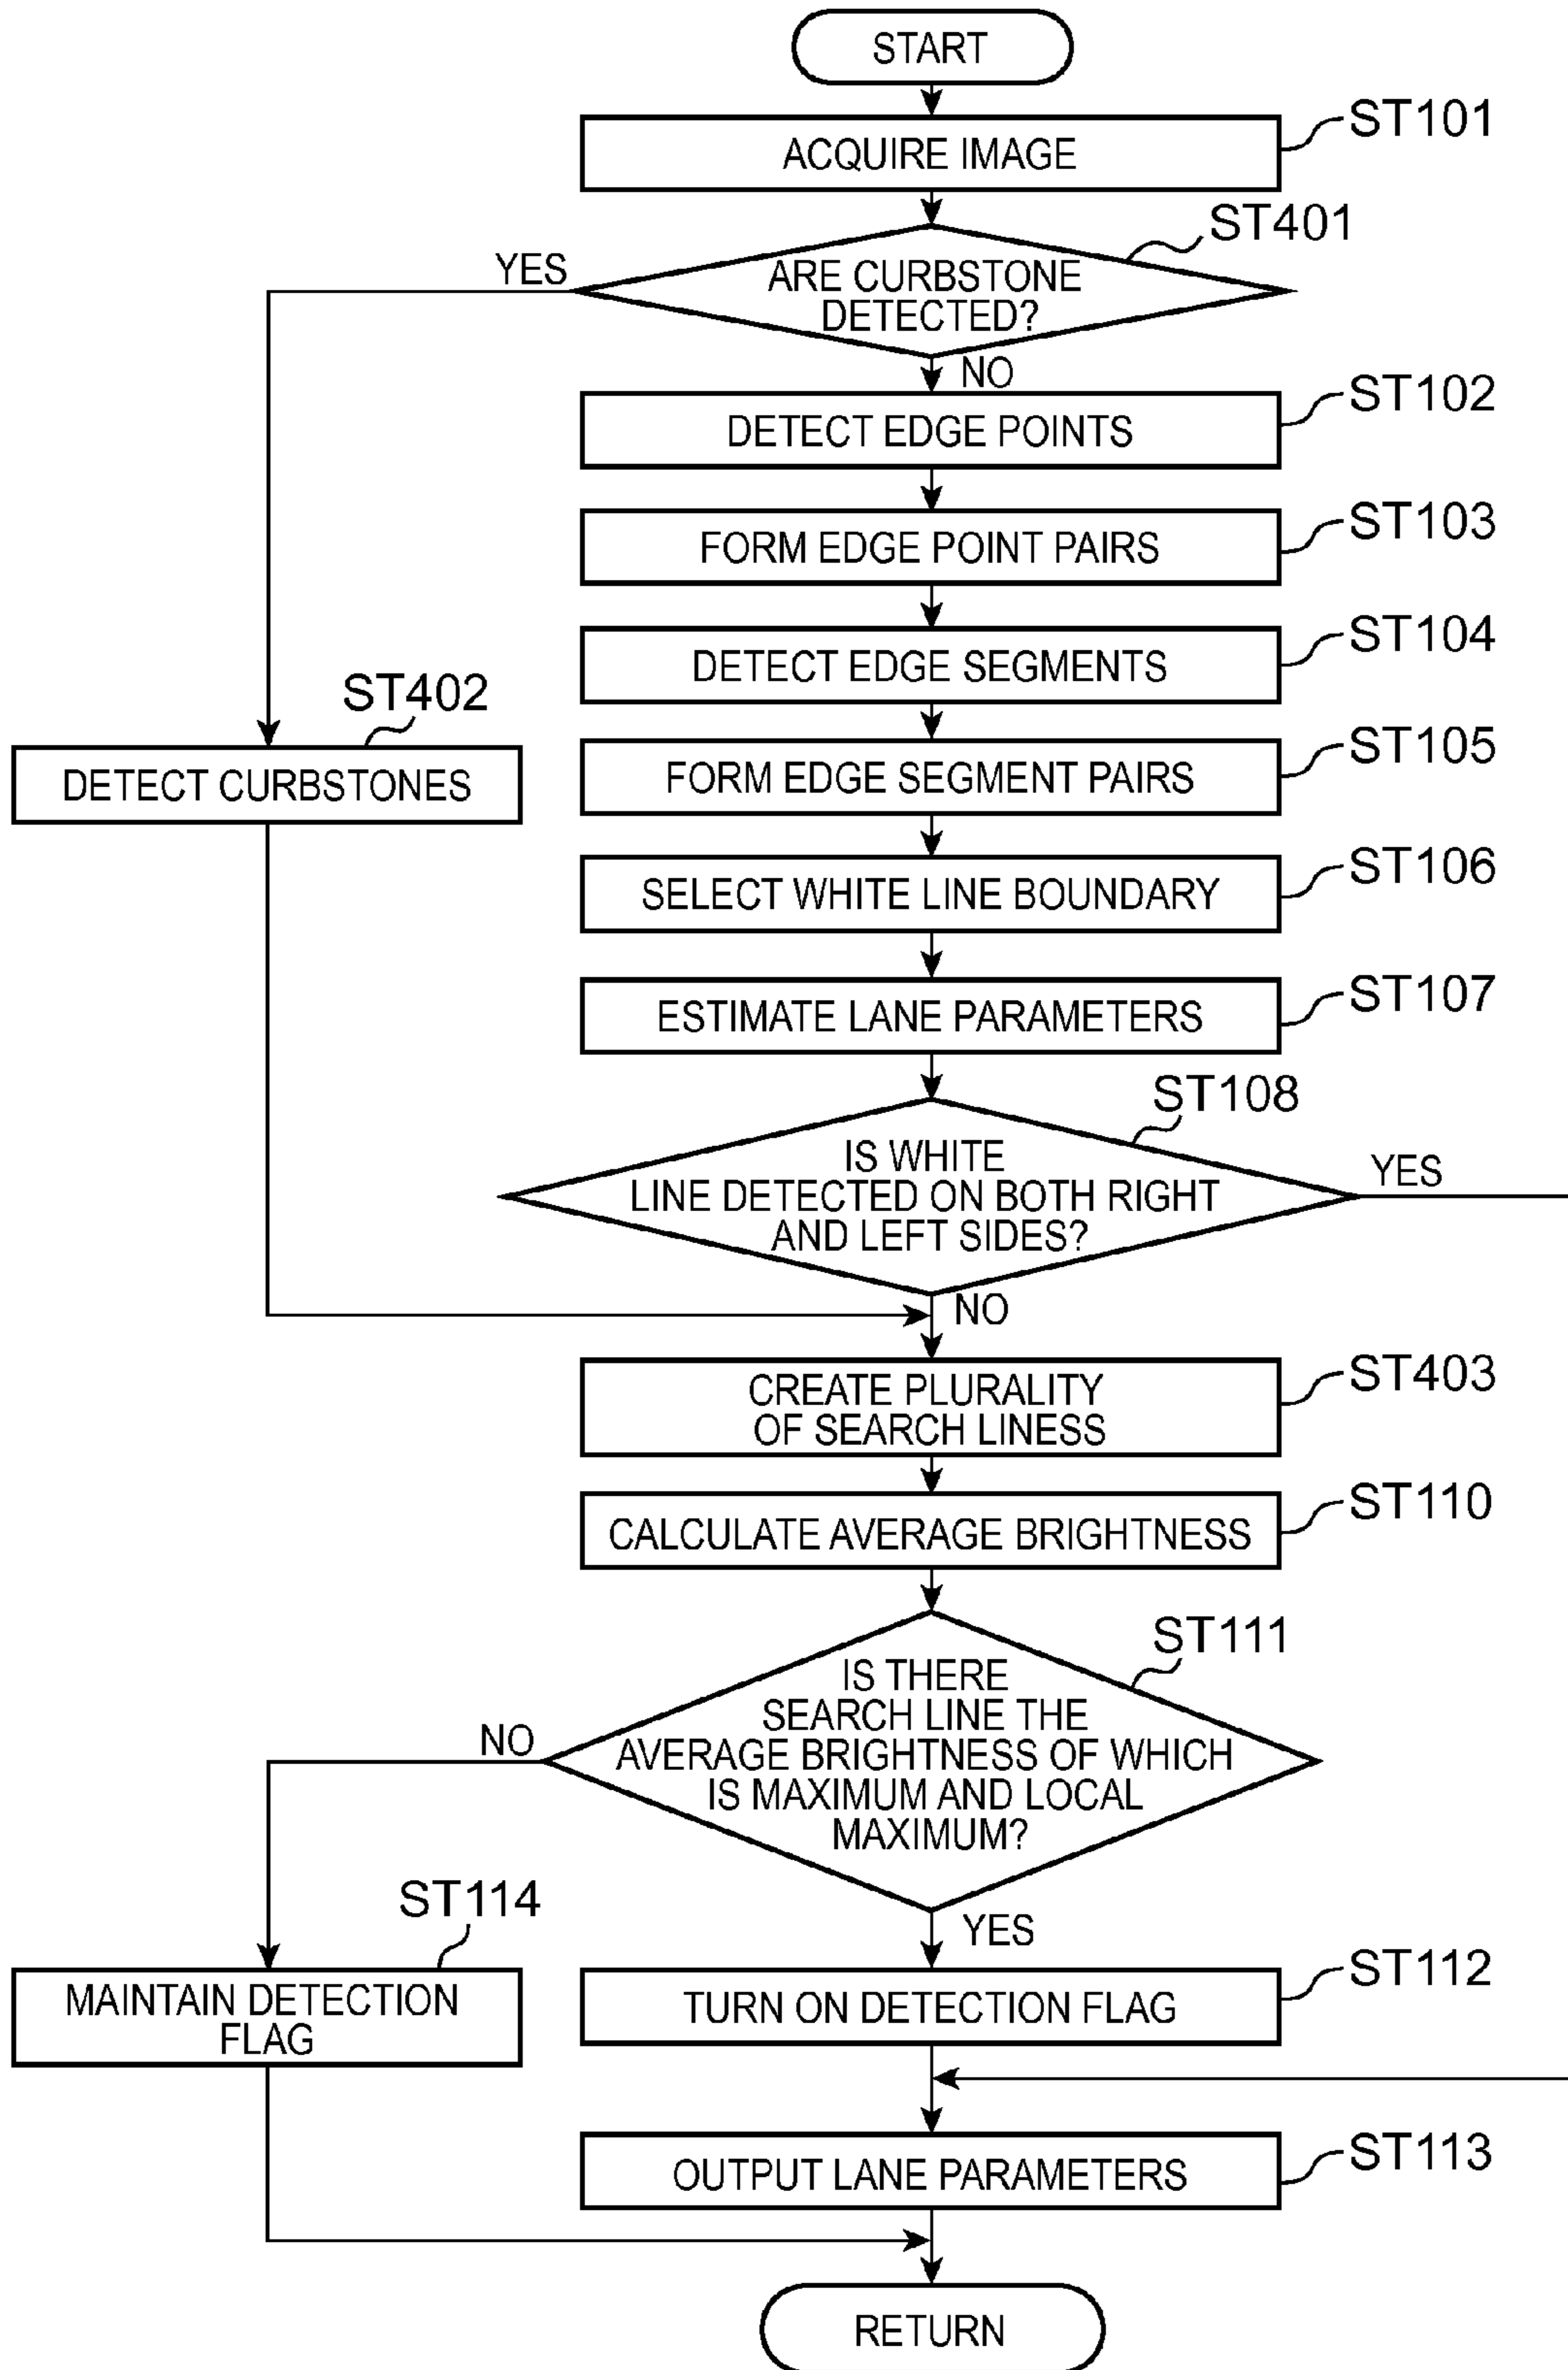 START
ST101
ACQUIRE IMAGE
ST401
YES
ARE CURBSTONE
DETECTED?
NO
ST102
DETECT EDGE POINTS
ST103
FORM EDGE POINT PAIRS
ST104
DETECT EDGE SEGMENTS
ST402
DETECT CURBSTONES
ST105
FORM EDGE SEGMENT PAIRS
ST106
SELECT WHITE LINE BOUNDARY
ST107
ESTIMATE LANE PARAMETERS
ST108
IS WHITE
LINE DETECTED ON BOTH RIGHT
AND LEFT SIDES?
YES
NO
ST403
CREATE PLURALITY
OF SEARCH LINESS
ST110
CALCULATE AVERAGE BRIGHTNESS
ST111
IS THERE
SEARCH LINE THE
AVERAGE BRIGHTNESS OF WHICH
IS MAXIMUM AND LOCAL
MAXIMUM?
NO
ST114
MAINTAIN DETECTION
FLAG
YES
ST112
TURN ON DETECTION FLAG
ST113
OUTPUT LANE PARAMETERS
RETURN